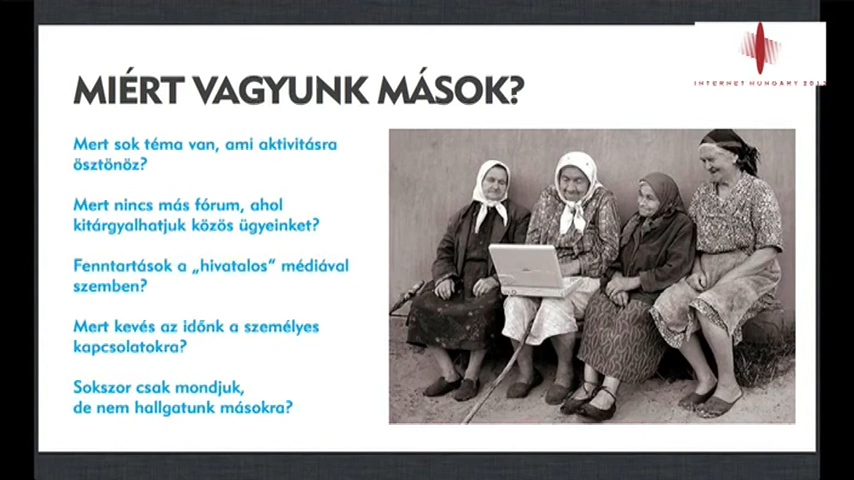 INTERNET HUNGARY 2013
MIÉRT VAGYUNK MÁSOK?
Mert sok téma van, ami aktivitásra
ösztönöz?
Mert nincs más fórum, ahol
kitárgyalhatjuk közös ügyeinket?
Fenntartások a „hivatalos“ médiával
szemben?
Mert kevés az időnk a személyes
kapcsolatokra?
Sokszor csak mondjuk,
de nem hallgatunk másokra?